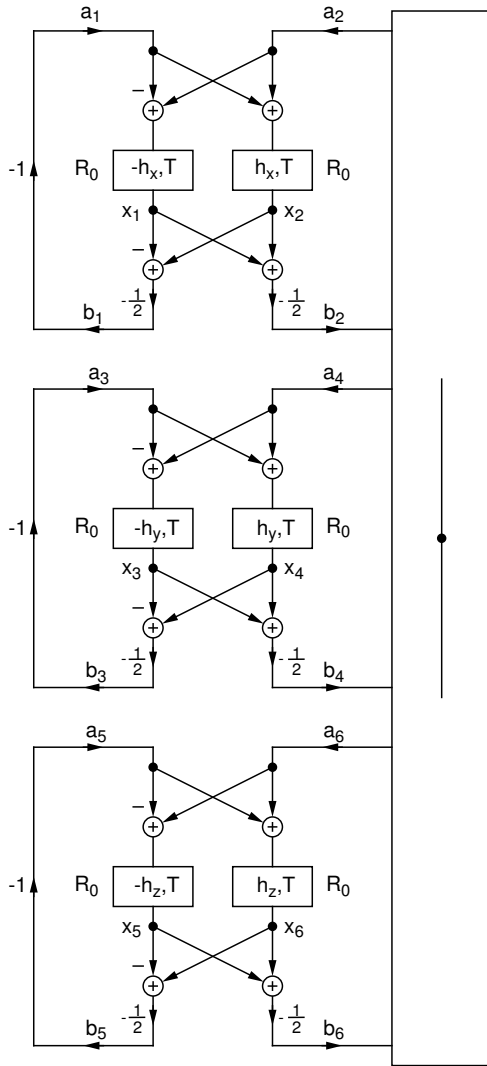 a1 a2
− + +
-1 R0 -hx,T hx,T R0
x1 x2
− + +
-1/2 -1/2
b1 b2
a3 a4
− + +
-1 R0 -hy,T hy,T R0
x3 x4
− + +
-1/2 -1/2
b3 b4
a5 a6
− + +
-1 R0 -hz,T hz,T R0
x5 x6
− + +
-1/2 -1/2
b5 b6